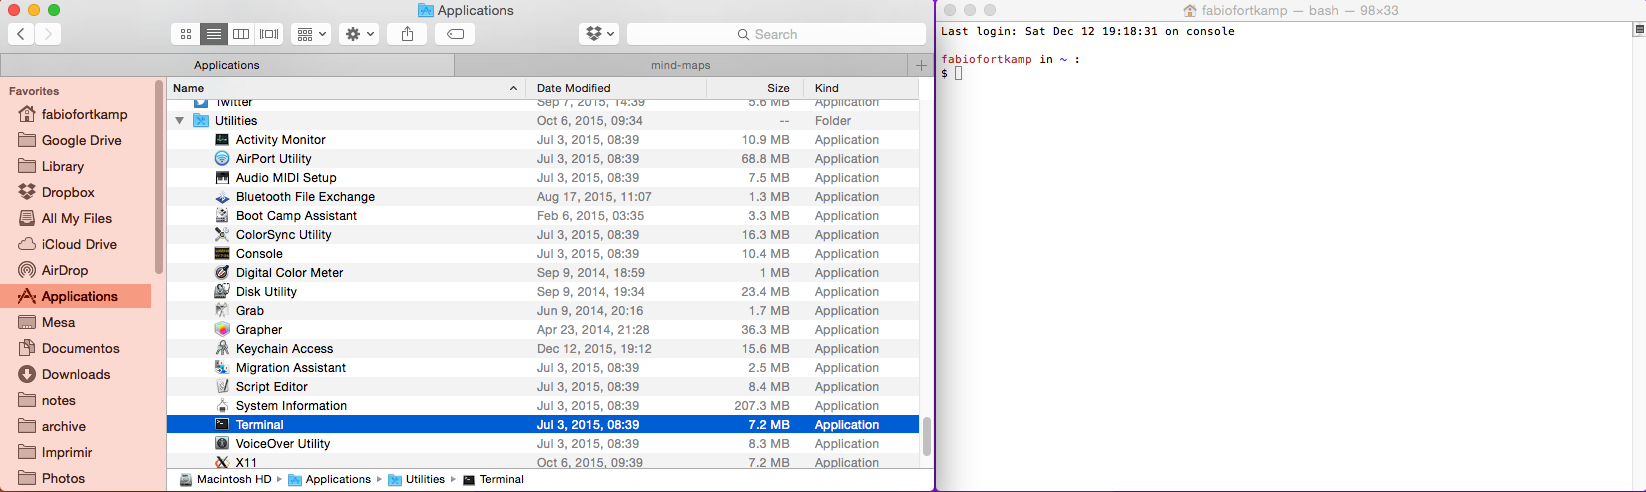 Applications
Search
Applications
mind-maps
Favorites
fabiofortkamp
Google Drive
Library
Dropbox
All My Files
iCloud Drive
AirDrop
Applications
Mesa
Documentos
Downloads
notes
archive
Imprimir
Photos
Name Date Modified Size Kind
Twitter Sep 7, 2015, 14:39 5.6 MB Application
Utilities Oct 6, 2015, 09:34 -- Folder
Activity Monitor Jul 3, 2015, 08:39 10.9 MB Application
AirPort Utility Jul 3, 2015, 08:39 68.8 MB Application
Audio MIDI Setup Jul 3, 2015, 08:39 7.5 MB Application
Bluetooth File Exchange Aug 17, 2015, 11:07 1.3 MB Application
Boot Camp Assistant Feb 6, 2015, 03:35 3.3 MB Application
ColorSync Utility Jul 3, 2015, 08:39 16.3 MB Application
Console Jul 3, 2015, 08:39 10.4 MB Application
Digital Color Meter Sep 9, 2014, 18:59 1 MB Application
Disk Utility Sep 9, 2014, 19:34 23.4 MB Application
Grab Jun 9, 2014, 20:16 1.7 MB Application
Grapher Apr 23, 2014, 21:28 36.3 MB Application
Keychain Access Dec 12, 2015, 19:12 15.6 MB Application
Migration Assistant Jul 3, 2015, 08:39 2.5 MB Application
Script Editor Jul 3, 2015, 08:39 8.4 MB Application
System Information Jul 3, 2015, 08:39 207.3 MB Application
Terminal Jul 3, 2015, 08:39 7.2 MB Application
VoiceOver Utility Jul 3, 2015, 08:39 8.3 MB Application
X11 Oct 6, 2015, 09:39 7.2 MB Application
Macintosh HD Applications Utilities Terminal
fabiofortkamp — bash — 98×33
Last login: Sat Dec 12 19:18:31 on console
fabiofortkamp in ~ :
$